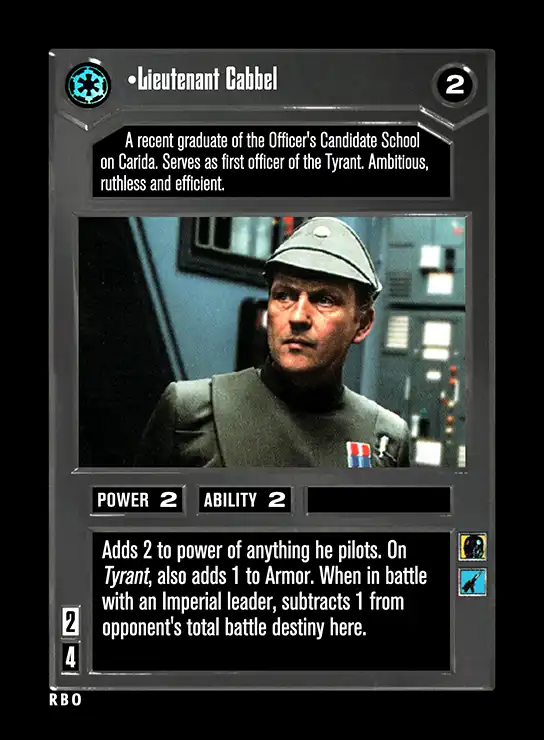 •Lieutenant Cabbel
2
A recent graduate of the Officer's Candidate School
on Carida. Serves as first officer of the Tyrant. Ambitious,
ruthless and efficient.
POWER 2 ABILITY 2
Adds 2 to power of anything he pilots. On
Tyrant, also adds 1 to Armor. When in battle
with an Imperial leader, subtracts 1 from
opponent's total battle destiny here.
2
4
RBO